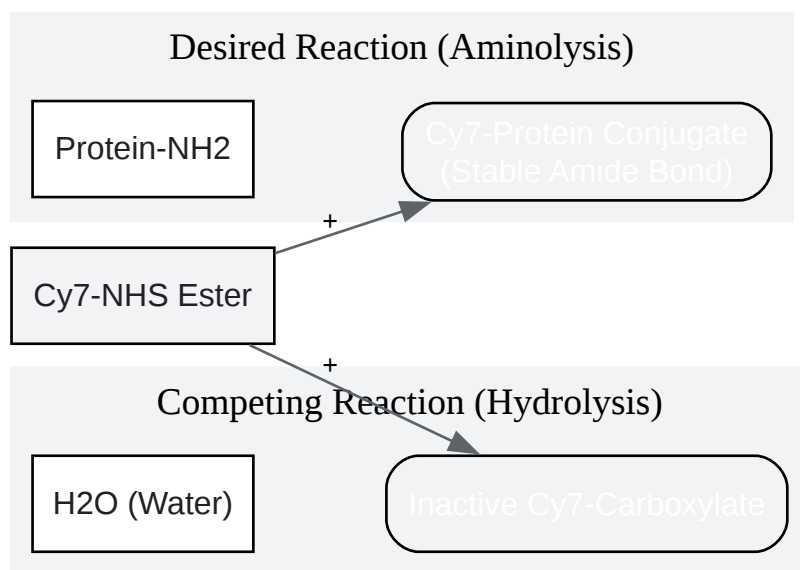 Desired Reaction (Aminolysis)
Protein-NH2
Cy7-Protein Conjugate
(Stable Amide Bond)
+
Cy7-NHS Ester
+
Competing Reaction (Hydrolysis)
H2O (Water)
Inactive Cy7-Carboxylate